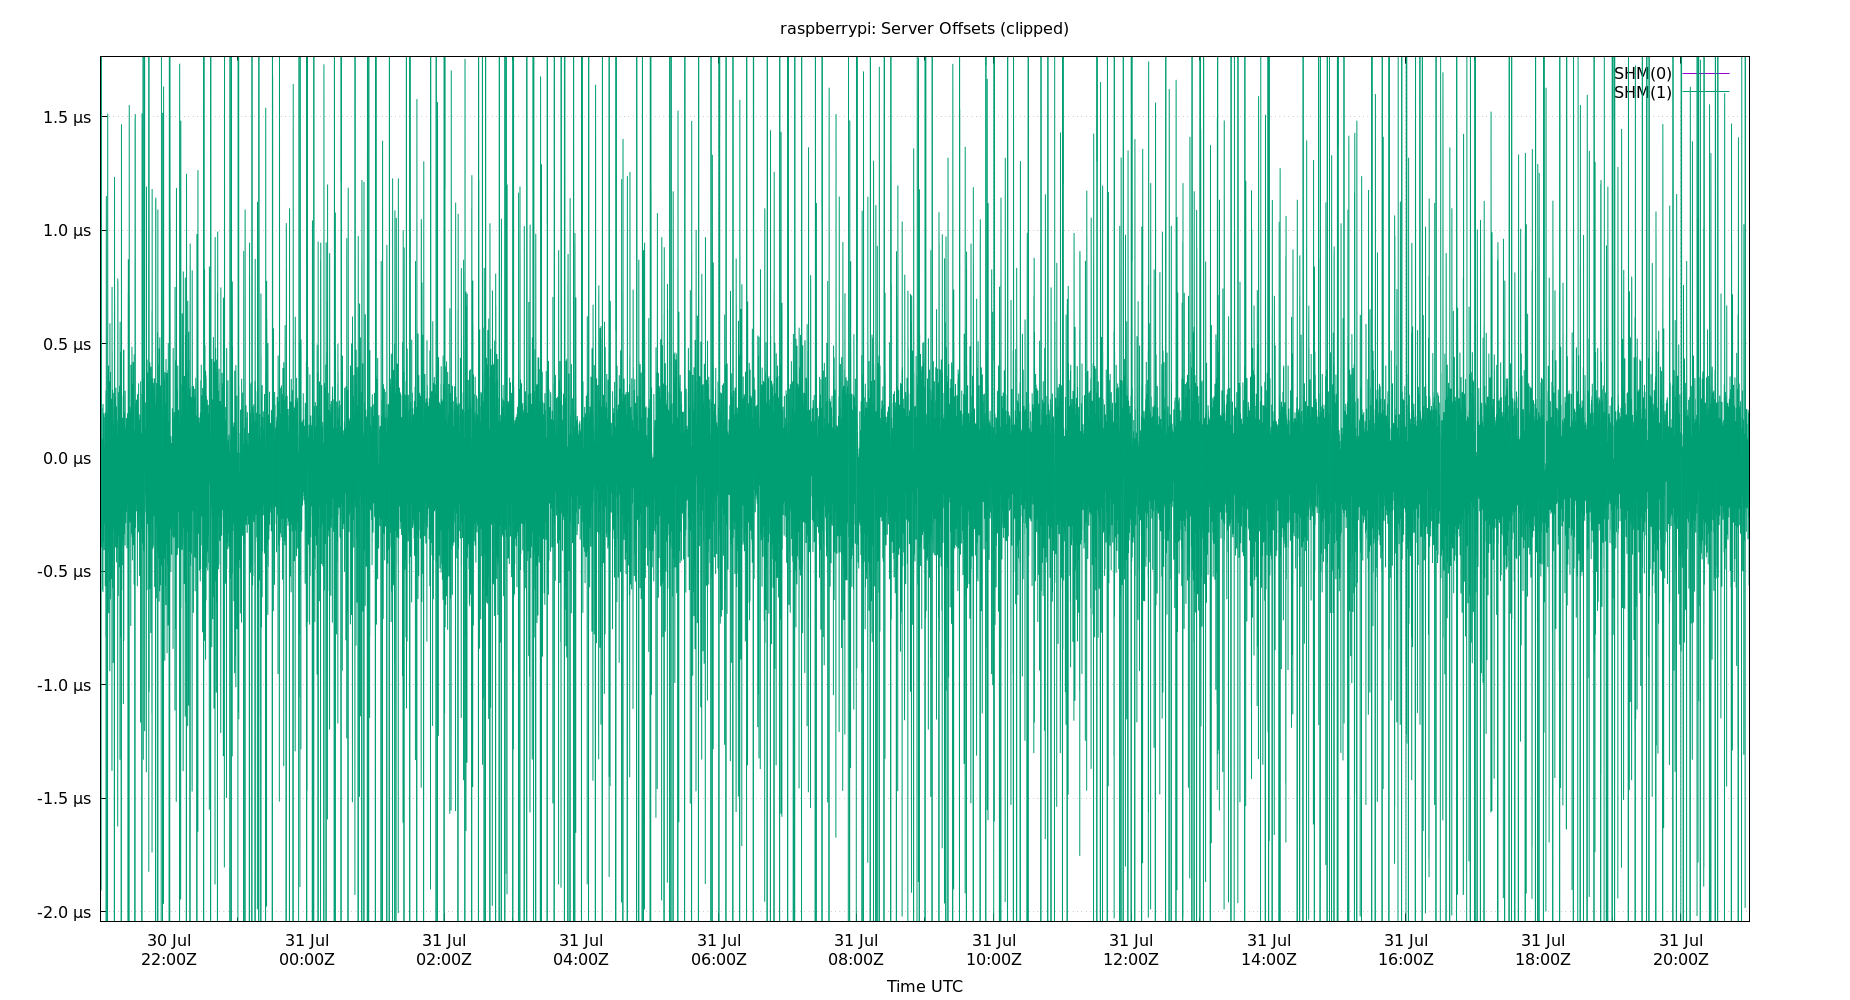 raspberrypi: Server Offsets (clipped)
SHM(0)
SHM(1)
1.5 µs
1.0 µs
0.5 µs
0.0 µs
-0.5 µs
-1.0 µs
-1.5 µs
-2.0 µs
30 Jul 31 Jul 31 Jul 31 Jul 31 Jul 31 Jul 31 Jul 31 Jul 31 Jul 31 Jul 31 Jul 31 Jul
22:00Z 00:00Z 02:00Z 04:00Z 06:00Z 08:00Z 10:00Z 12:00Z 14:00Z 16:00Z 18:00Z 20:00Z
Time UTC